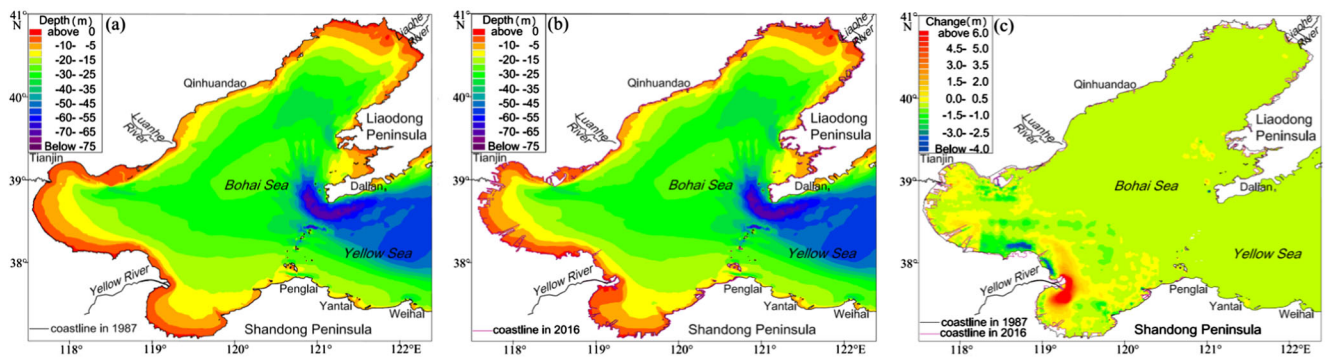 41°
N
(a)
Depth (m)
above 0
-10- -5
-20-15
-30-25
-40-35
-50-45
-60-55
-70-65
Below -75
Liaohe
River
Qinhuandao
40°
Luanhe
River
Liaodong
Peninsula
Tianjin
39°
Bohai Sea
Dalian
Yellow Sea
38°
Yellow River
Penglai
Yantai
Weihai
coastline in 1987
Shandong Peninsula
118° 119° 120° 121° 122°E
41°
N
(b)
Depth (m)
above 0
-10- -5
-20-15
-30-25
-40-35
-50-45
-60-55
-70-65
Below -75
Liaohe
River
Qinhuandao
40°
Luanhe
River
Liaodong
Peninsula
Tianjin
39°
Bohai Sea
Dalian
Yellow Sea
38°
Yellow River
Penglai
Yantai
Weihai
coastline in 2016
Shandong Peninsula
118° 119° 120° 121° 122°E
41°
N
(c)
Change(m)
above 6.0
4.5- 5.0
2.5- 3.5
1.5- 2.0
0.0- 0.5
-1.5--1.0
-3.0--2.5
Below -4.0
Liaohe
River
Qinhuandao
40°
Luanhe
River
Liaodong
Peninsula
Tianjin
39°
Bohai Sea
Dalian
Yellow Sea
38°
Yellow River
Penglai
Yantai
Weihai
coastline in 1987
coastline in 2016
Shandong Peninsula
118° 119° 120° 121° 122°E